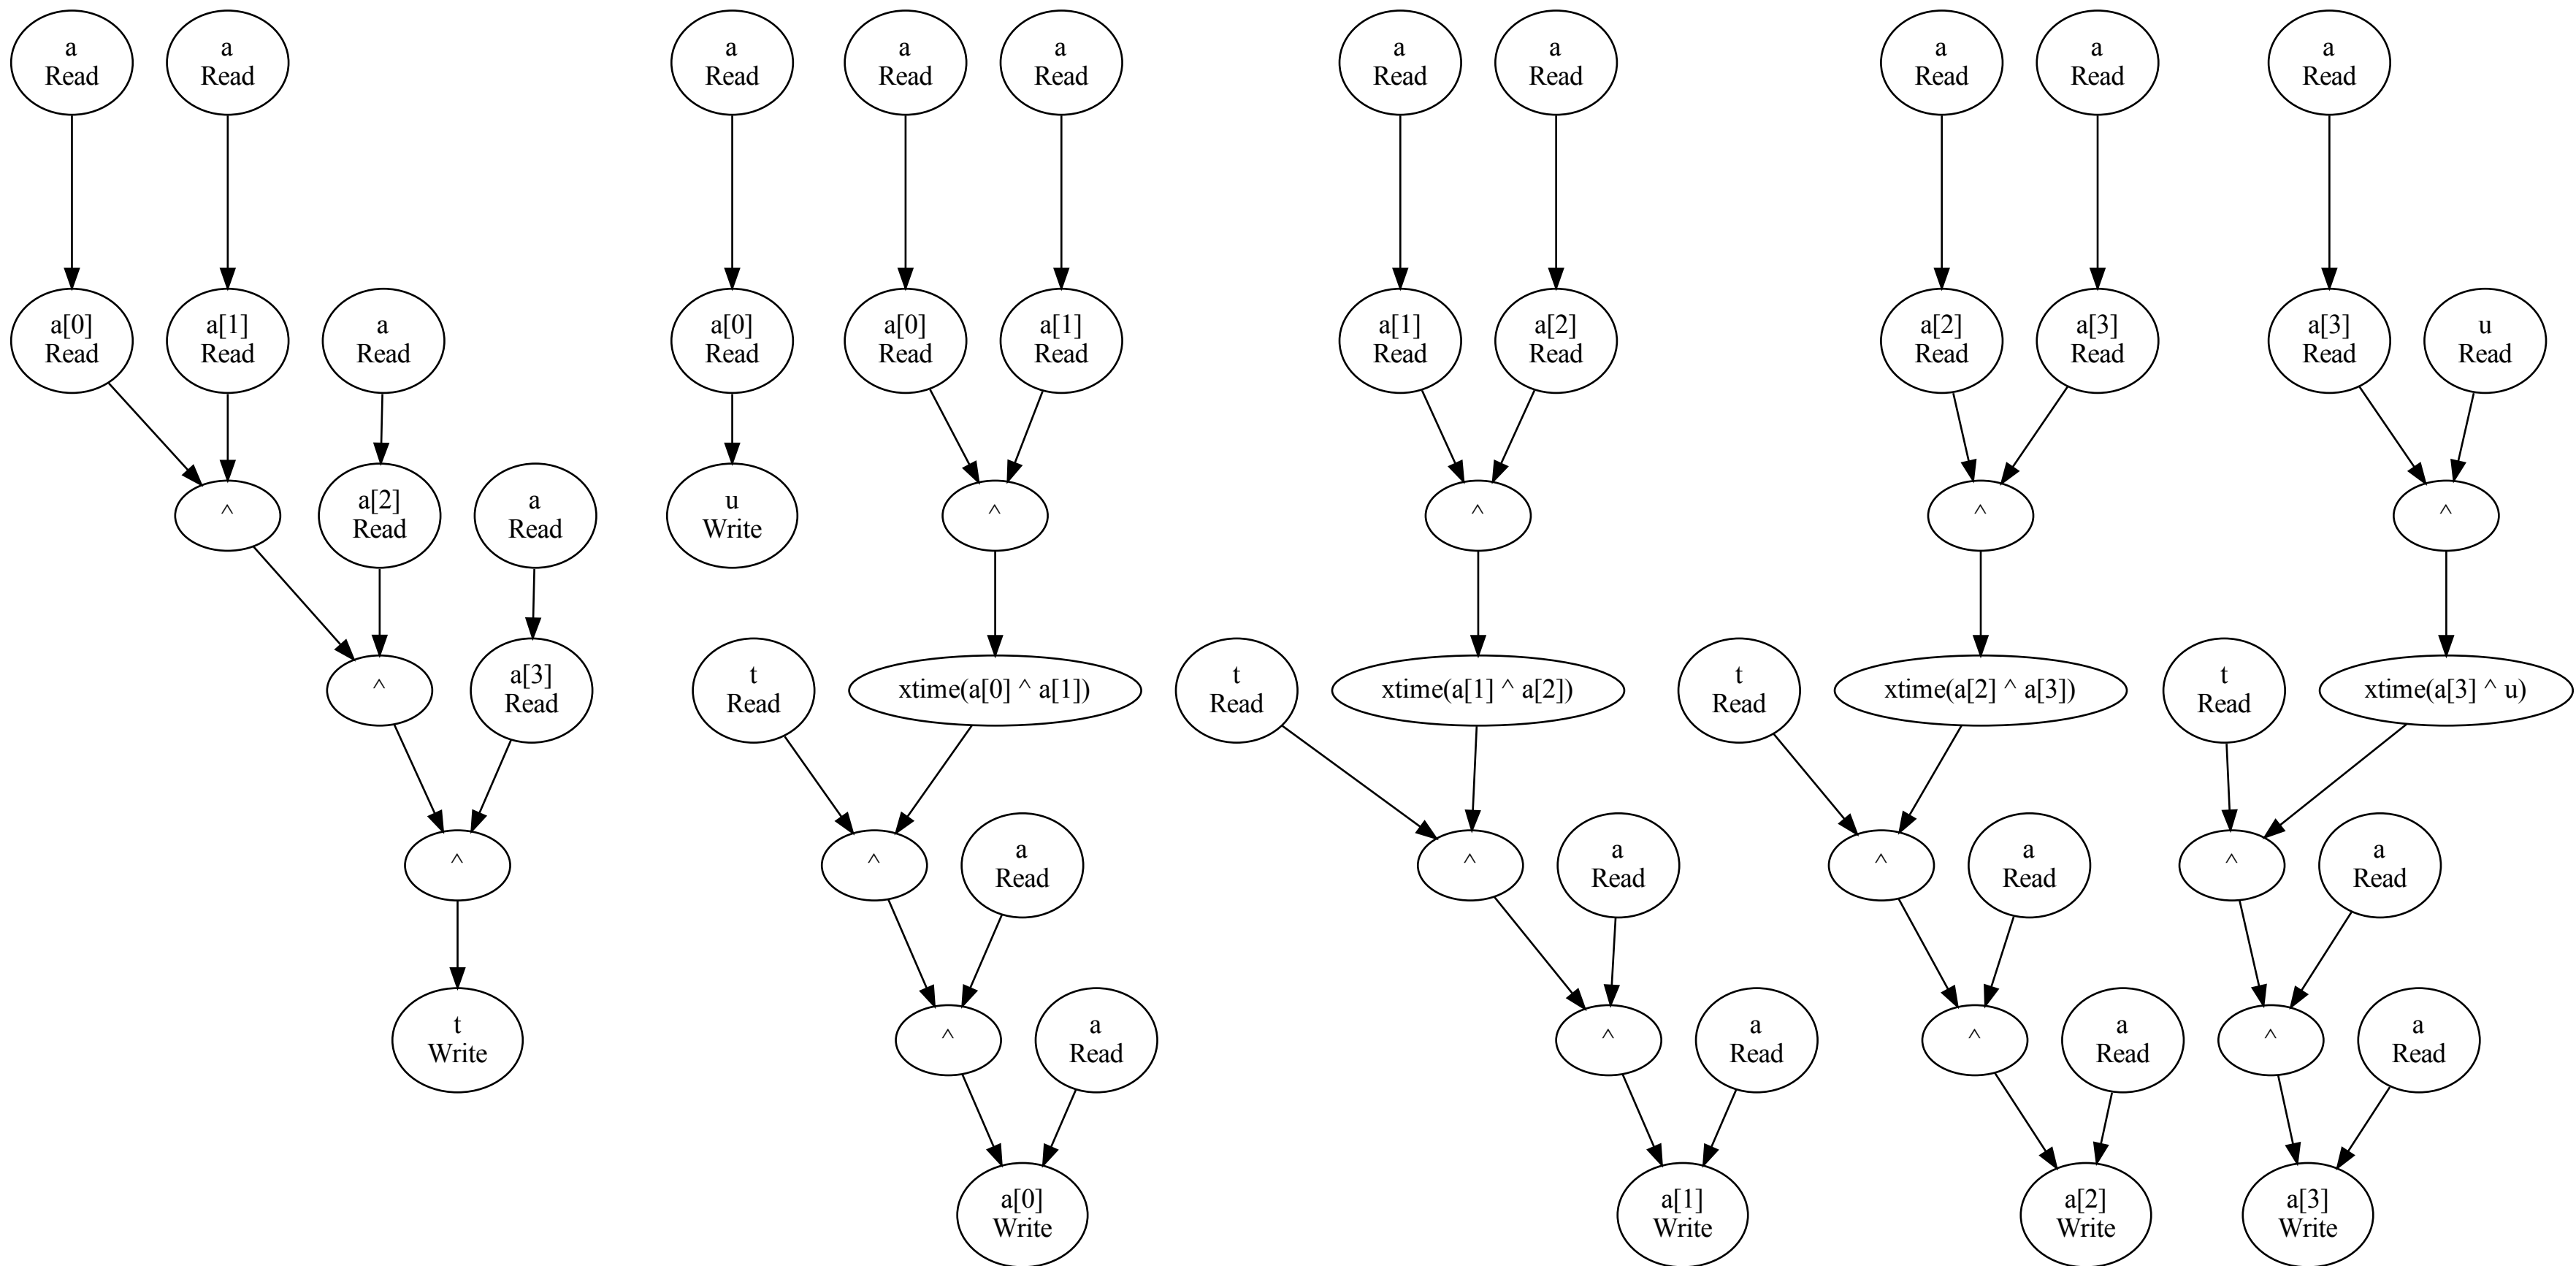 a
Read
a
Read
a
Read
a
Read
a
Read
a
Read
a
Read
a
Read
a
Read
a
Read
a[0]
Read
a[1]
Read
a
Read
a[0]
Read
a[0]
Read
a[1]
Read
a[1]
Read
a[2]
Read
a[2]
Read
a[3]
Read
a[3]
Read
u
Read
^
a[2]
Read
a
Read
u
Write
^
^
^
^
^
a[3]
Read
t
Read
xtime(a[0] ^ a[1])
t
Read
xtime(a[1] ^ a[2])
t
Read
xtime(a[2] ^ a[3])
t
Read
xtime(a[3] ^ u)
^
^
a
Read
^
a
Read
^
a
Read
^
a
Read
t
Write
^
a
Read
^
a
Read
^
a
Read
^
a
Read
a[0]
Write
a[1]
Write
a[2]
Write
a[3]
Write